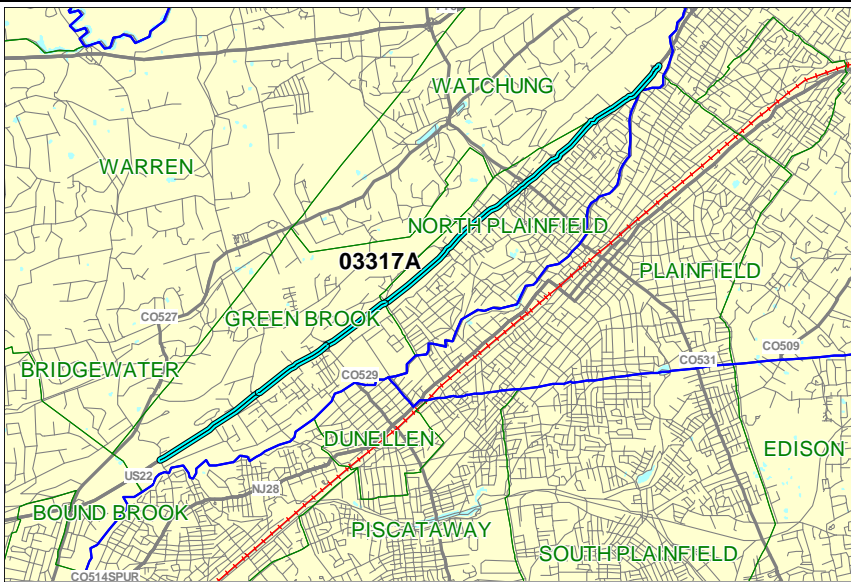 WATCHUNG
WARREN
NORTH PLAINFIELD
03317A
PLAINFIELD
CO527
GREEN BROOK
CO509
CO531
BRIDGEWATER
CO529
DUNELLEN
EDISON
US22
NJ28
BOUND BROOK
PISCATAWAY
SOUTH PLAINFIELD
CO514SPUR